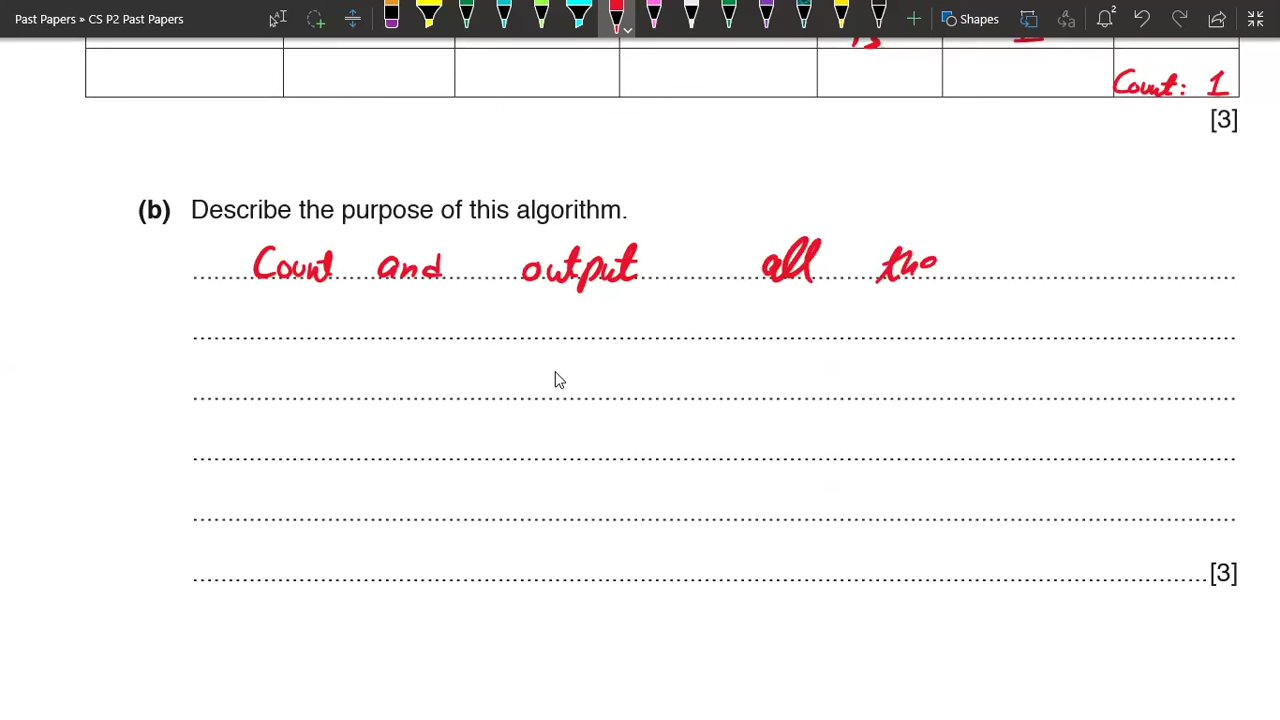 Past Papers » CS P2 Past Papers
Shapes
2
Count: 1
[3]
(b) Describe the purpose of this algorithm.
Count and output all the
[3]